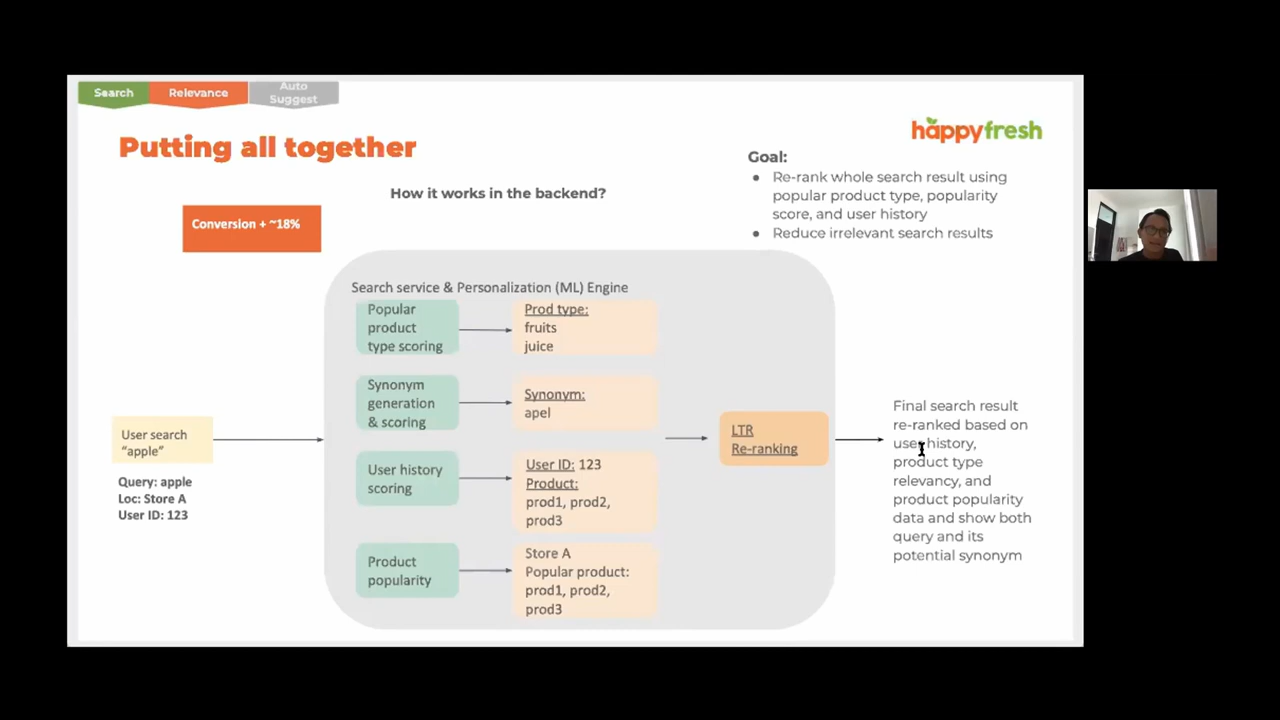 Search
Relevance
Auto
Suggest
Putting all together
happyfresh
Goal:
● Re-rank whole search result using
popular product type, popularity
score, and user history
● Reduce irrelevant search results
How it works in the backend?
Conversion + ~18%
Search service & Personalization (ML) Engine
Popular
product
type scoring
Prod type:
fruits
juice
Synonym
generation
& scoring
Synonym:
apel
User search
"apple"
Query: apple
Loc: Store A
User ID: 123
User history
scoring
User ID: 123
Product:
prod1, prod2,
prod3
Product
popularity
Store A
Popular product:
prod1, prod2,
prod3
LTR
Re-ranking
Final search result
re-ranked based on
user history,
product type
relevancy, and
product popularity
data and show both
query and its
potential synonym